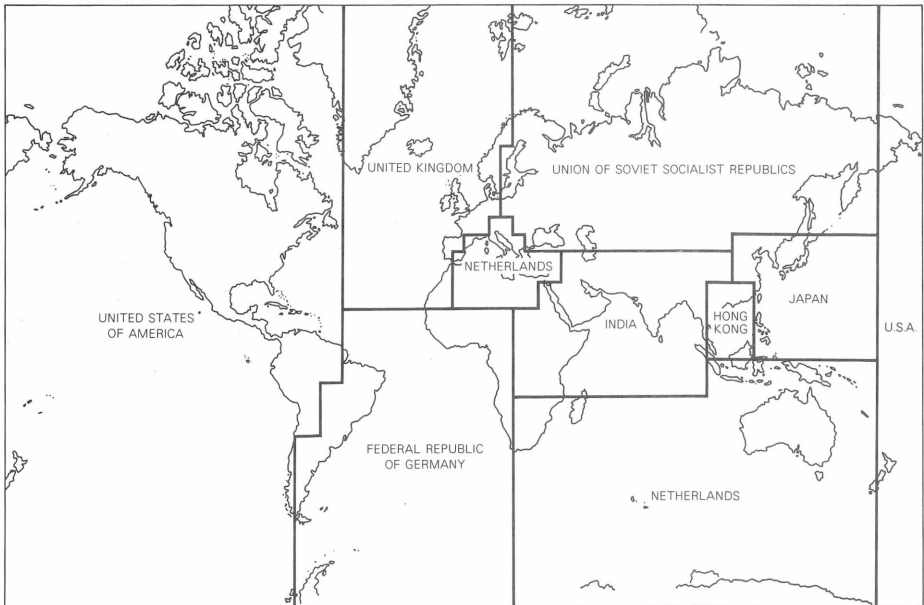 UNITED KINGDOM
UNION OF SOVIET SOCIALIST REPUBLICS
NETHERLANDS
UNITED STATES
OF AMERICA
INDIA
HONG
KONG
JAPAN
U.S.A.
FEDERAL REPUBLIC
OF GERMANY
NETHERLANDS